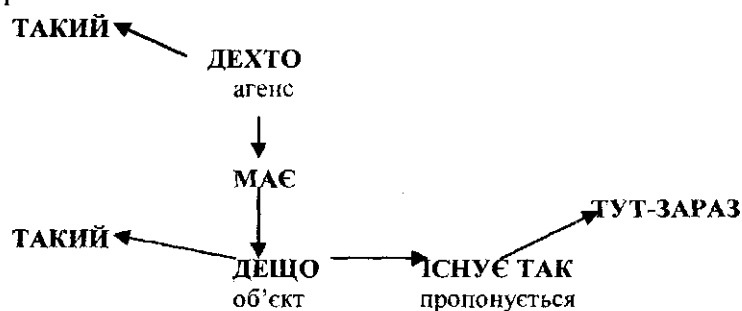 ТАКИЙ
ДЕХТО
агенс
МАЄ
ТУТ-ЗАРАЗ
ТАКИЙ
ДЕЩО ІСНУЄ ТАК
об’єкт пропонується